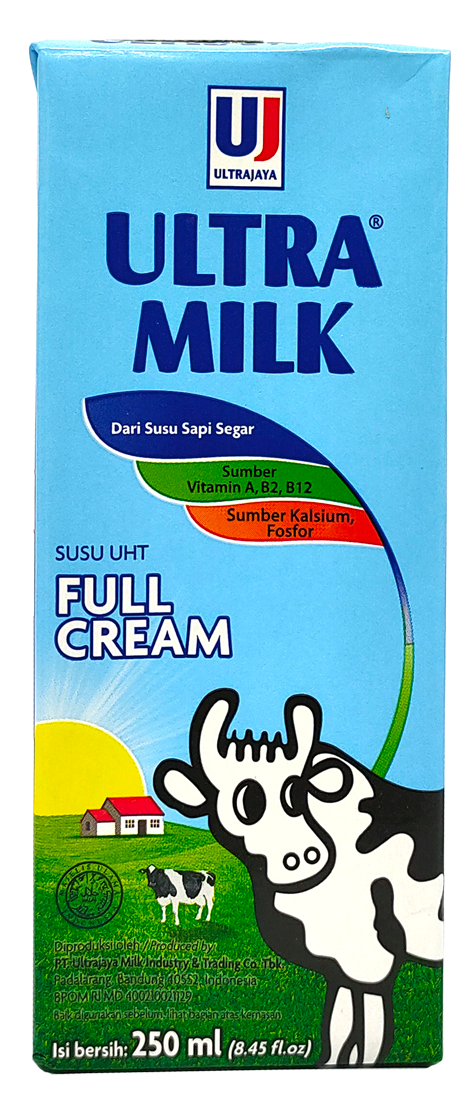 UJ
ULTRAJAYA
ULTRA®
MILK
Dari Susu Sapi Segar
Sumber
Vitamin A, B2, B12
Sumber Kalsium,
Fosfor
SUSU UHT
FULL
CREAM
Diproduksi oleh / Produced by:
PT. Ultrajaya Milk Industry & Trading Co. Tbk.
Padalarang, Bandung 40552, Indonesia
BPOM RI MD 400210021129
Baik digunakan sebelum, lihat bagian atas kemasan
Isi bersih: 250 ml (8.45 fl.oz)